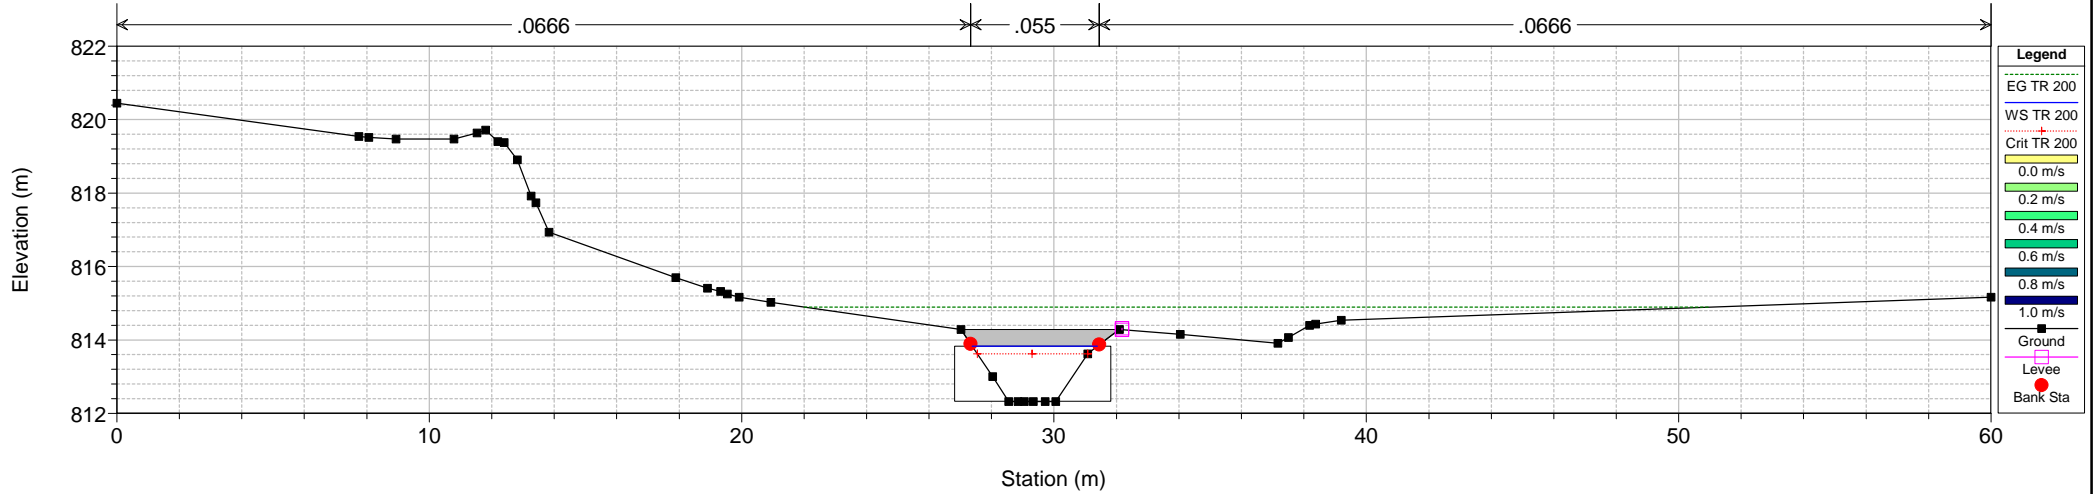 .0666
.055
.0666
822
820
818
816
814
812
0
10
20
30
40
50
60
Elevation (m)
Station (m)
Legend
EG TR 200
WS TR 200
Crit TR 200
0.0 m/s
0.2 m/s
0.4 m/s
0.6 m/s
0.8 m/s
1.0 m/s
Ground
Levee
Bank Sta